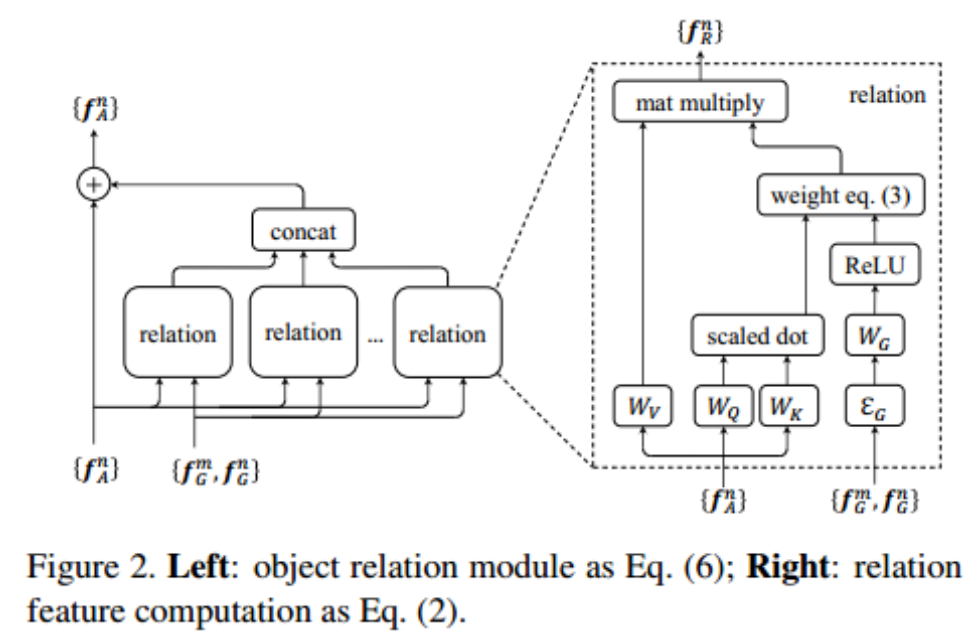 {f_A^n}
+
concat
relation
relation
...
relation
{f_A^n}
{f_G^m, f_G^n}
{f_R^n}
mat multiply
relation
weight eq. (3)
ReLU
scaled dot
W_G
W_V
W_Q
W_K
Ɛ_G
{f_A^n}
{f_G^m, f_G^n}
Figure 2. Left: object relation module as Eq. (6); Right: relation
feature computation as Eq. (2).